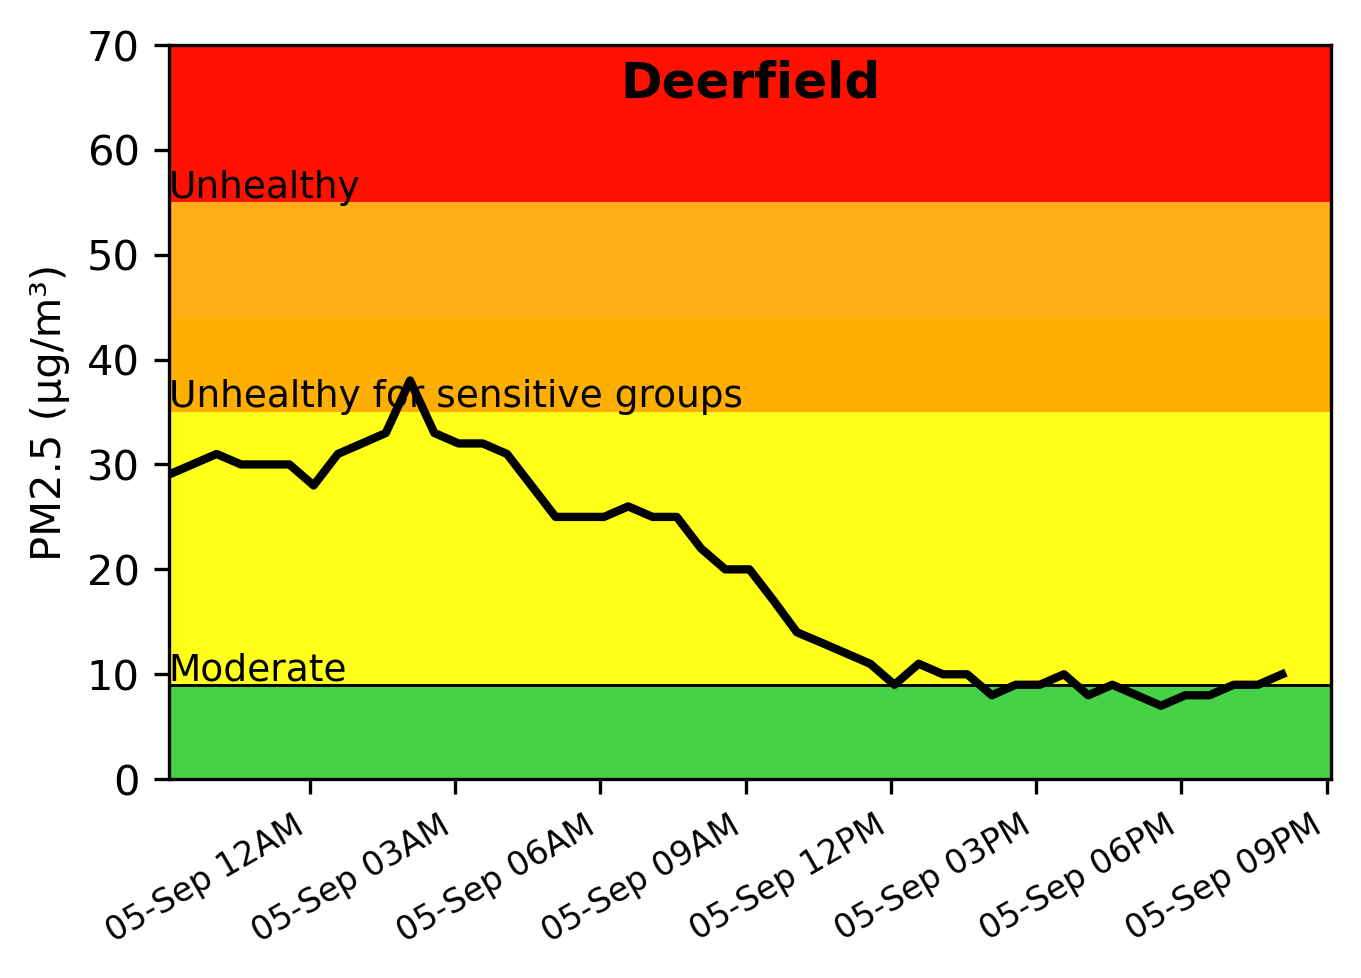 Deerfield
PM2.5 (µg/m³)
70
60
50
40
30
20
10
0
Unhealthy
Unhealthy for sensitive groups
Moderate
05-Sep 12AM
05-Sep 03AM
05-Sep 06AM
05-Sep 09AM
05-Sep 12PM
05-Sep 03PM
05-Sep 06PM
05-Sep 09PM